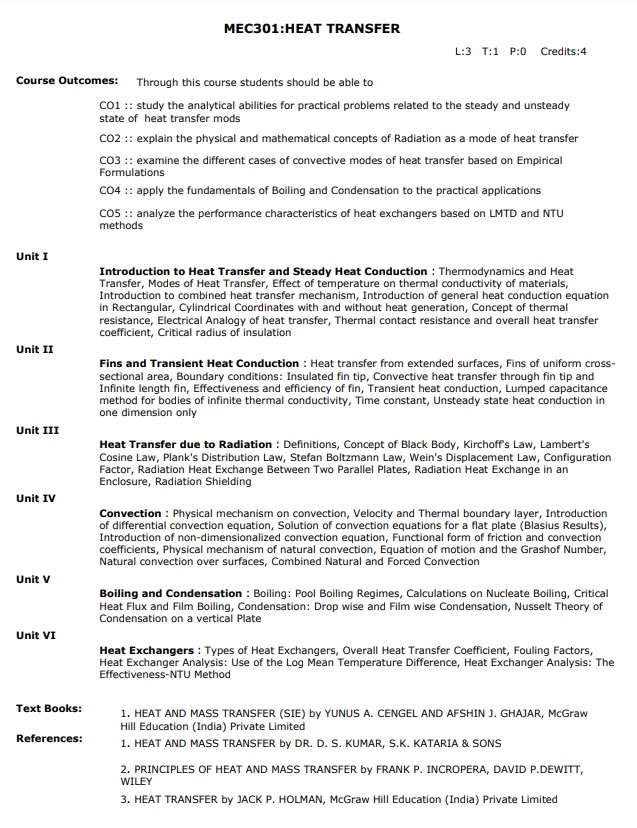 MEC301:HEAT TRANSFER
L:3 T:1 P:0 Credits:4
Course Outcomes: Through this course students should be able to
CO1 :: study the analytical abilities for practical problems related to the steady and unsteady
state of heat transfer mods
CO2 :: explain the physical and mathematical concepts of Radiation as a mode of heat transfer
CO3 :: examine the different cases of convective modes of heat transfer based on Empirical
Formulations
CO4 :: apply the fundamentals of Boiling and Condensation to the practical applications
CO5 :: analyze the performance characteristics of heat exchangers based on LMTD and NTU
methods
Unit I
Introduction to Heat Transfer and Steady Heat Conduction : Thermodynamics and Heat
Transfer, Modes of Heat Transfer, Effect of temperature on thermal conductivity of materials,
Introduction to combined heat transfer mechanism, Introduction of general heat conduction equation
in Rectangular, Cylindrical Coordinates with and without heat generation, Concept of thermal
resistance, Electrical Analogy of heat transfer, Thermal contact resistance and overall heat transfer
coefficient, Critical radius of insulation
Unit II
Fins and Transient Heat Conduction : Heat transfer from extended surfaces, Fins of uniform cross-
sectional area, Boundary conditions: Insulated fin tip, Convective heat transfer through fin tip and
Infinite length fin, Effectiveness and efficiency of fin, Transient heat conduction, Lumped capacitance
method for bodies of infinite thermal conductivity, Time constant, Unsteady state heat conduction in
one dimension only
Unit III
Heat Transfer due to Radiation : Definitions, Concept of Black Body, Kirchoff's Law, Lambert's
Cosine Law, Plank's Distribution Law, Stefan Boltzmann Law, Wein's Displacement Law, Configuration
Factor, Radiation Heat Exchange Between Two Parallel Plates, Radiation Heat Exchange in an
Enclosure, Radiation Shielding
Unit IV
Convection : Physical mechanism on convection, Velocity and Thermal boundary layer, Introduction
of differential convection equation, Solution of convection equations for a flat plate (Blasius Results),
Introduction of non-dimensionalized convection equation, Functional form of friction and convection
coefficients, Physical mechanism of natural convection, Equation of motion and the Grashof Number,
Natural convection over surfaces, Combined Natural and Forced Convection
Unit V
Boiling and Condensation : Boiling: Pool Boiling Regimes, Calculations on Nucleate Boiling, Critical
Heat Flux and Film Boiling, Condensation: Drop wise and Film wise Condensation, Nusselt Theory of
Condensation on a vertical Plate
Unit VI
Heat Exchangers : Types of Heat Exchangers, Overall Heat Transfer Coefficient, Fouling Factors,
Heat Exchanger Analysis: Use of the Log Mean Temperature Difference, Heat Exchanger Analysis: The
Effectiveness-NTU Method
Text Books: 1. HEAT AND MASS TRANSFER (SIE) by YUNUS A. CENGEL AND AFSHIN J. GHAJAR, McGraw
Hill Education (India) Private Limited
References: 1. HEAT AND MASS TRANSFER by DR. D. S. KUMAR, S.K. KATARIA & SONS
2. PRINCIPLES OF HEAT AND MASS TRANSFER by FRANK P. INCROPERA, DAVID P.DEWITT,
WILEY
3. HEAT TRANSFER by JACK P. HOLMAN, McGraw Hill Education (India) Private Limited